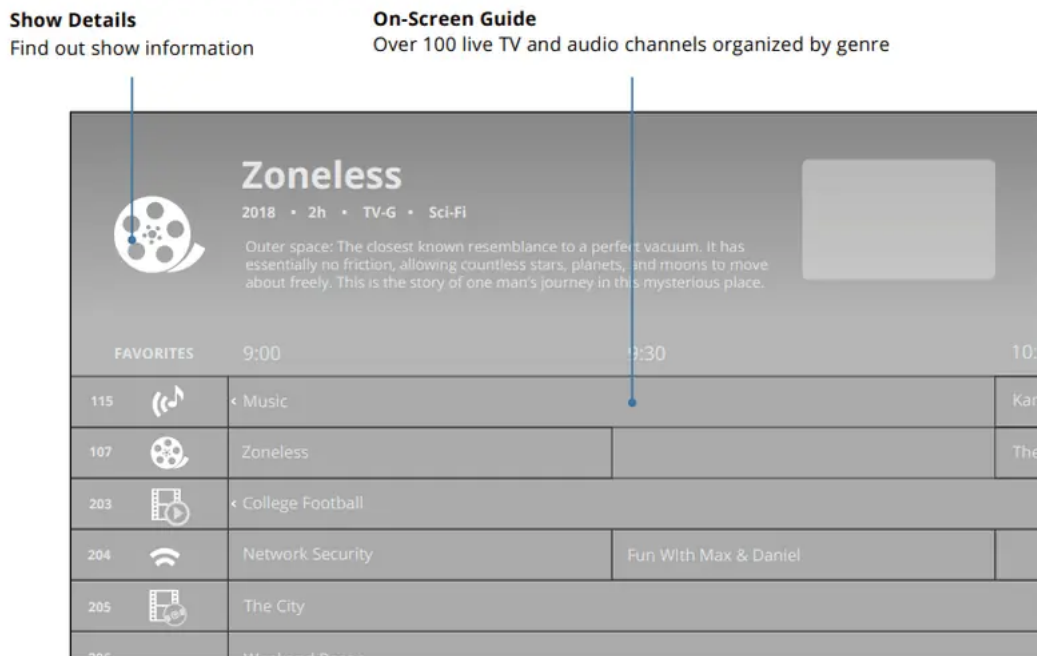 Show Details
Find out show information
On-Screen Guide
Over 100 live TV and audio channels organized by genre
Zoneless
2018 • 2h • TV-G • Sci-Fi
Outer space: The closest known resemblance to a perfect vacuum. It has
essentially no friction, allowing countless stars, planets, and moons to move
about freely. This is the story of one man's journey in this mysterious place.
FAVORITES 9:00 9:30 10:
115 ‹ Music Kar
107 Zoneless The
203 ‹ College Football
204 Network Security Fun With Max & Daniel
205 The City